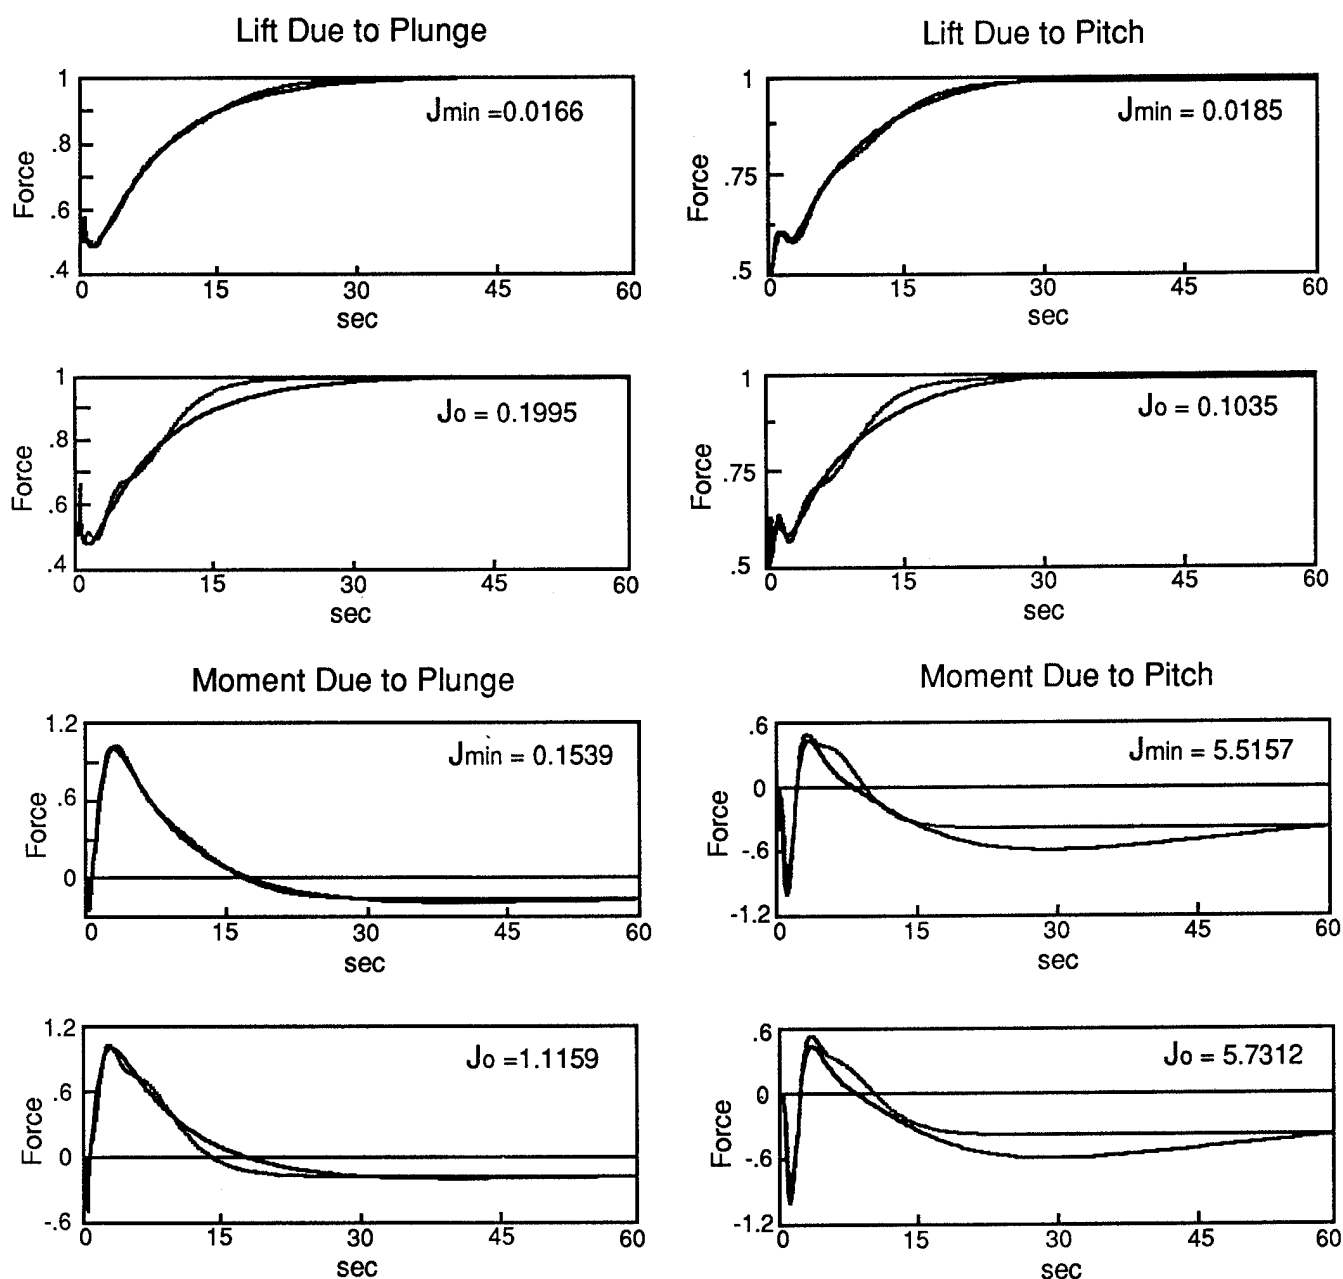 Lift Due to Plunge
Jmin =0.0166
Force
1
.8
.6
.4
0 15 30 45 60
sec
Lift Due to Pitch
Jmin = 0.0185
Force
1
.75
.5
0 15 30 45 60
sec
Jo = 0.1995
Force
1
.8
.6
.4
0 15 30 45 60
sec
Jo = 0.1035
Force
1
.75
.5
0 15 30 45 60
sec
Moment Due to Plunge
Jmin = 0.1539
Force
1.2
.6
0
0 15 30 45 60
sec
Moment Due to Pitch
Jmin = 5.5157
Force
.6
0
-.6
-1.2
0 15 30 45 60
sec
Jo =1.1159
Force
1.2
.6
0
-.6
0 15 30 45 60
sec
Jo = 5.7312
Force
.6
0
-.6
-1.2
0 15 30 45 60
sec